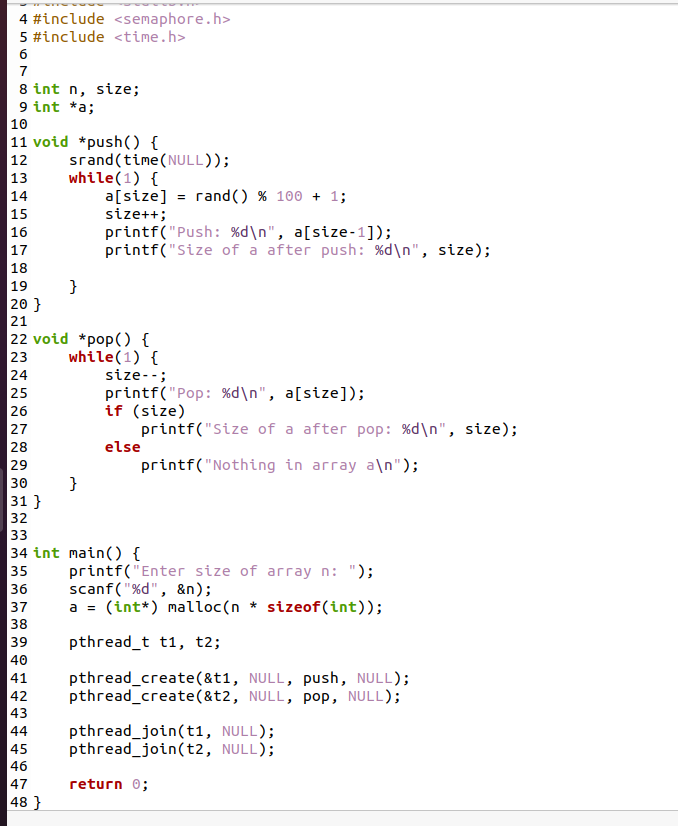 4 #include <semaphore.h>
5 #include <time.h>
6
7
8 int n, size;
9 int *a;
10
11 void *push() {
12     srand(time(NULL));
13     while(1) {
14         a[size] = rand() % 100 + 1;
15         size++;
16         printf("Push: %d\n", a[size-1]);
17         printf("Size of a after push: %d\n", size);
18
19     }
20 }
21
22 void *pop() {
23     while(1) {
24         size--;
25         printf("Pop: %d\n", a[size]);
26         if (size)
27             printf("Size of a after pop: %d\n", size);
28         else
29             printf("Nothing in array a\n");
30     }
31 }
32
33
34 int main() {
35     printf("Enter size of array n: ");
36     scanf("%d", &n);
37     a = (int*) malloc(n * sizeof(int));
38
39     pthread_t t1, t2;
40
41     pthread_create(&t1, NULL, push, NULL);
42     pthread_create(&t2, NULL, pop, NULL);
43
44     pthread_join(t1, NULL);
45     pthread_join(t2, NULL);
46
47     return 0;
48 }